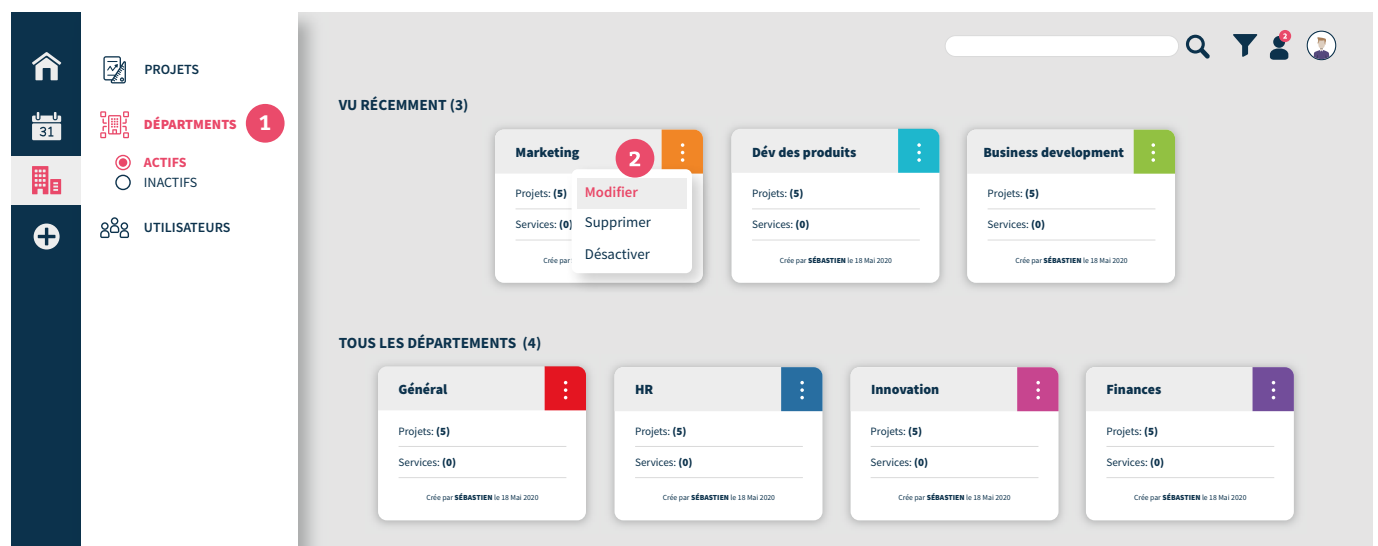 2
31
PROJETS
DÉPARTMENTS 1
ACTIFS
INACTIFS
UTILISATEURS
VU RÉCEMMENT (3)
Marketing
2
Modifier
Supprimer
Désactiver
Projets: (5)
Services: (0)
Crée par
Dév des produits
Projets: (5)
Services: (0)
Crée par SÉBASTIEN le 18 Mai 2020
Business development
Projets: (5)
Services: (0)
Crée par SÉBASTIEN le 18 Mai 2020
TOUS LES DÉPARTEMENTS (4)
Général
Projets: (5)
Services: (0)
Crée par SÉBASTIEN le 18 Mai 2020
HR
Projets: (5)
Services: (0)
Crée par SÉBASTIEN le 18 Mai 2020
Innovation
Projets: (5)
Services: (0)
Crée par SÉBASTIEN le 18 Mai 2020
Finances
Projets: (5)
Services: (0)
Crée par SÉBASTIEN le 18 Mai 2020